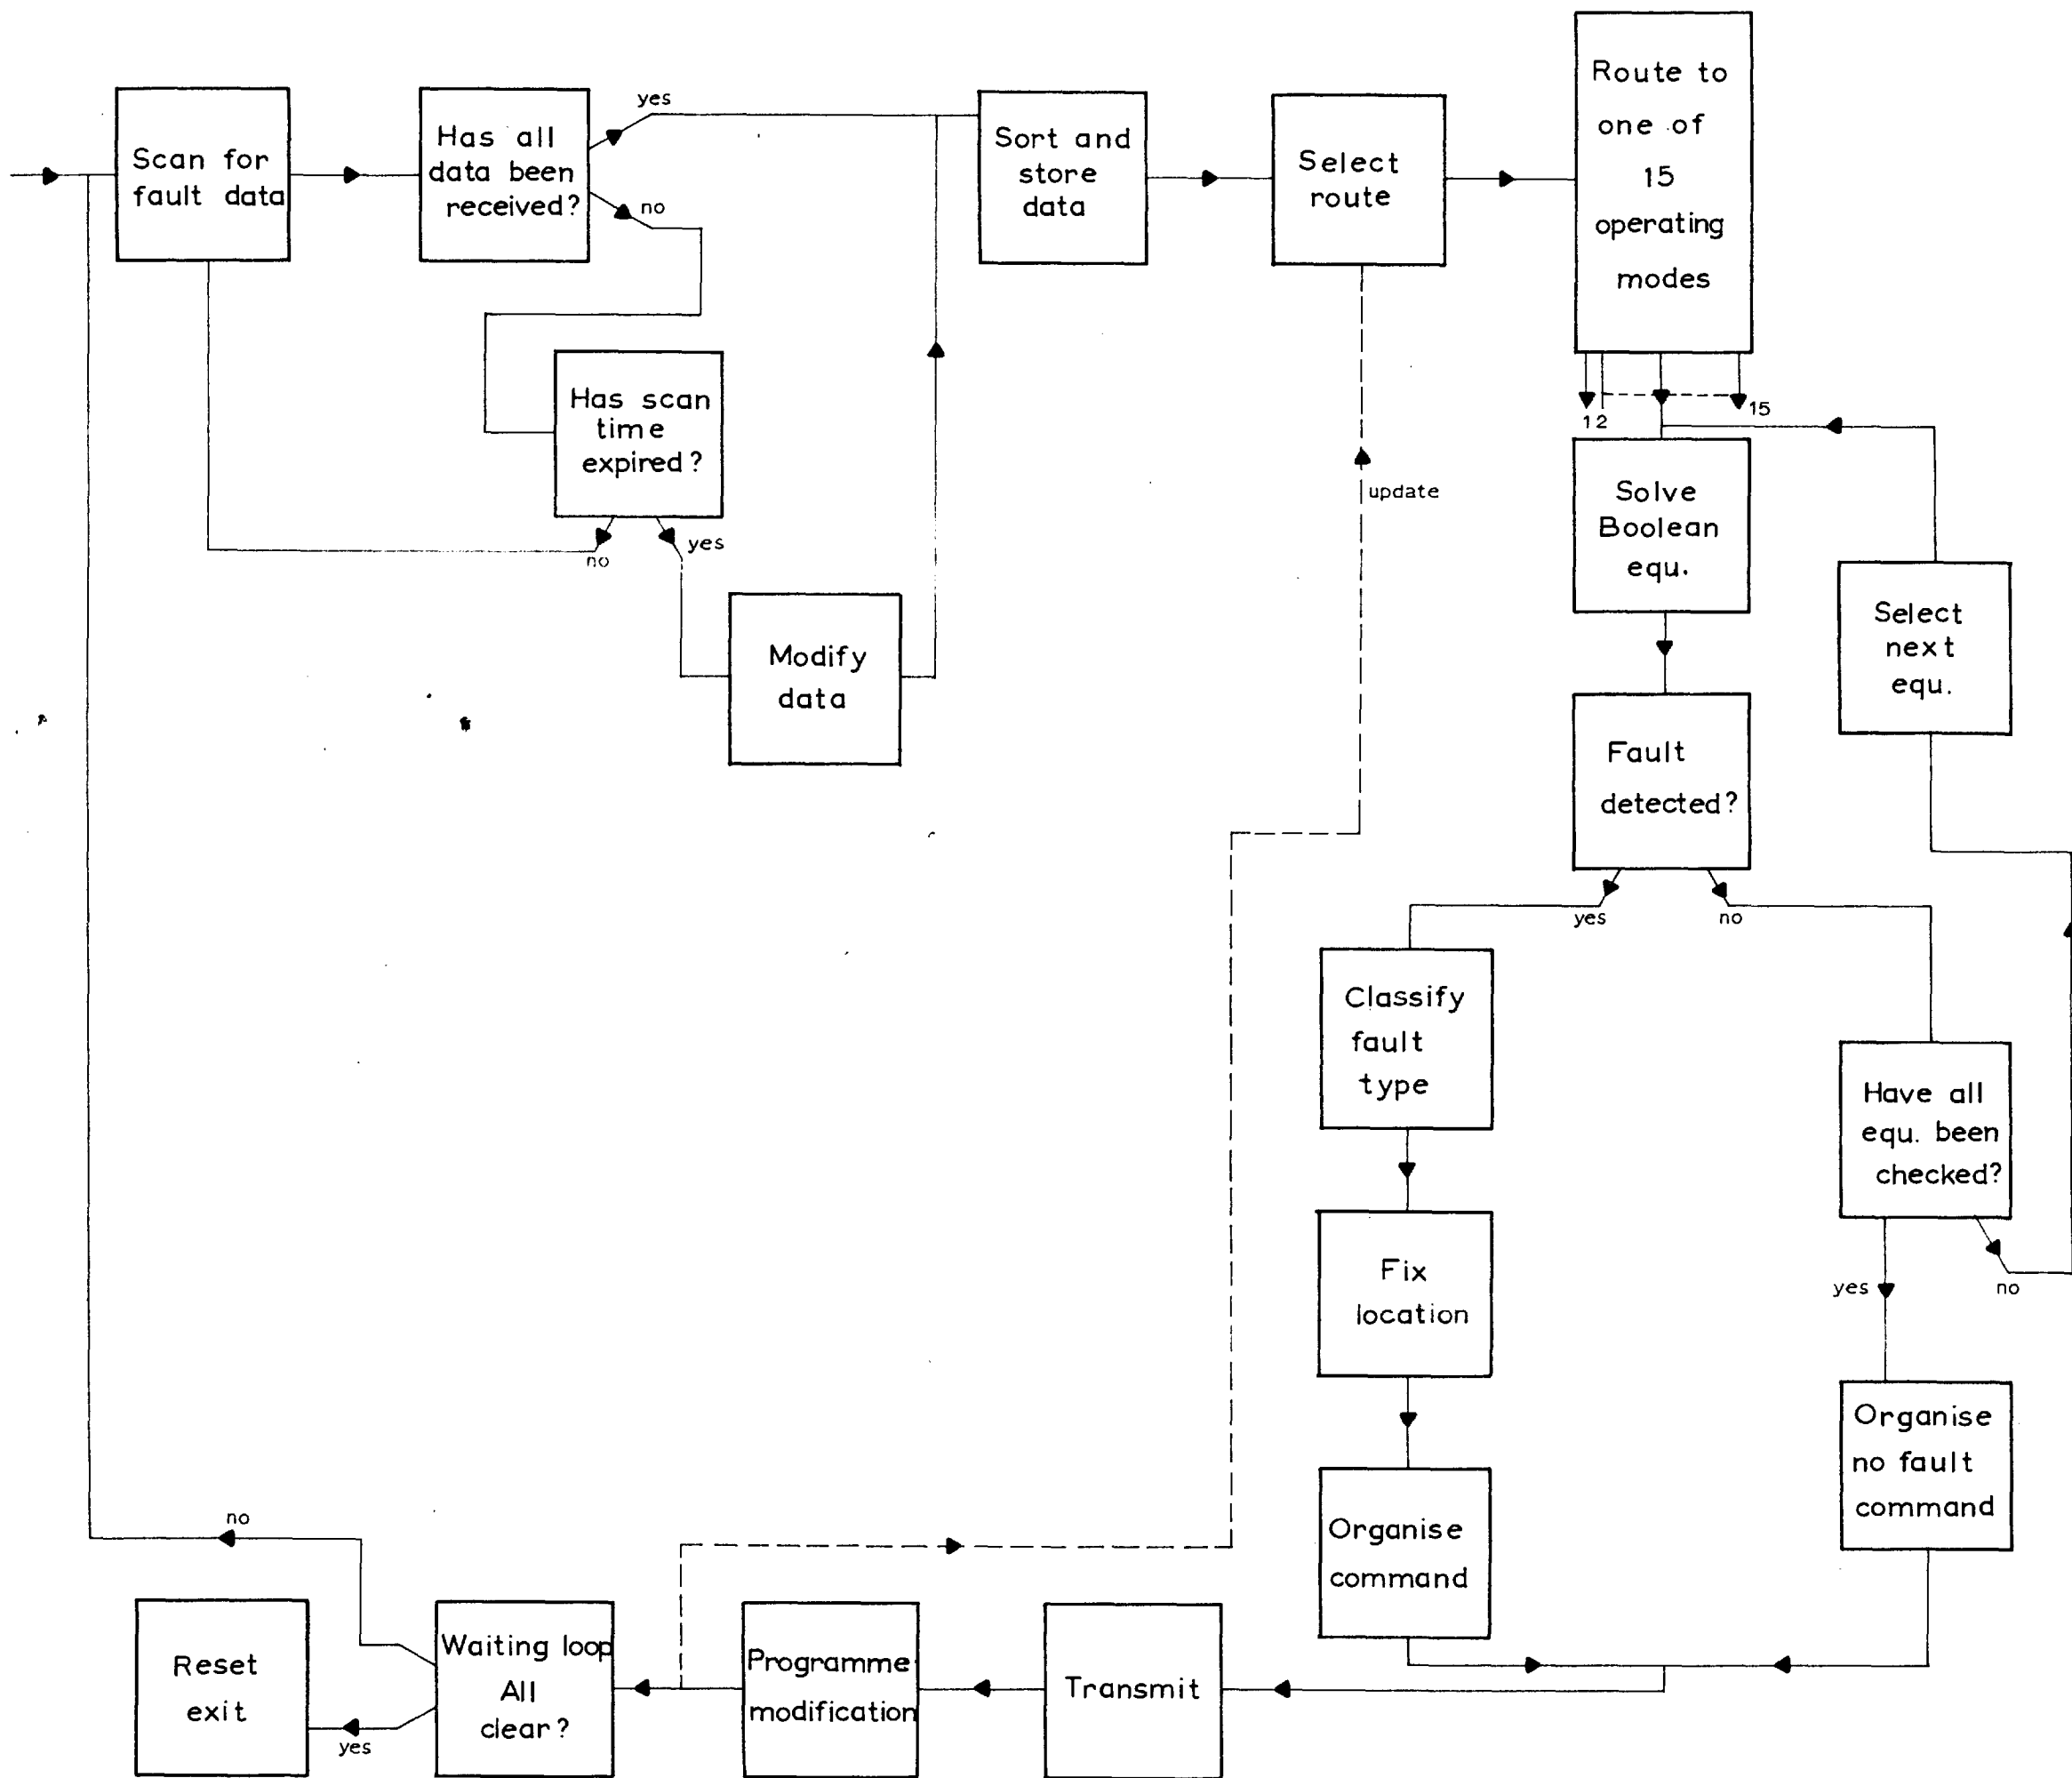 Scan for
fault data
Has all
data been
received?
yes
no
Sort and
store
data
Select
route
Route to
one of
15
operating
modes
12
15
Has scan
time
expired?
no
yes
Modify
data
update
Solve
Boolean
equ.
Select
next
equ.
Fault
detected?
yes
no
Classify
fault
type
Have all
equ. been
checked?
yes
no
Fix
location
Organise
command
Organise
no fault
command
Transmit
Programme
modification
Waiting loop
All
clear?
no
yes
Reset
exit